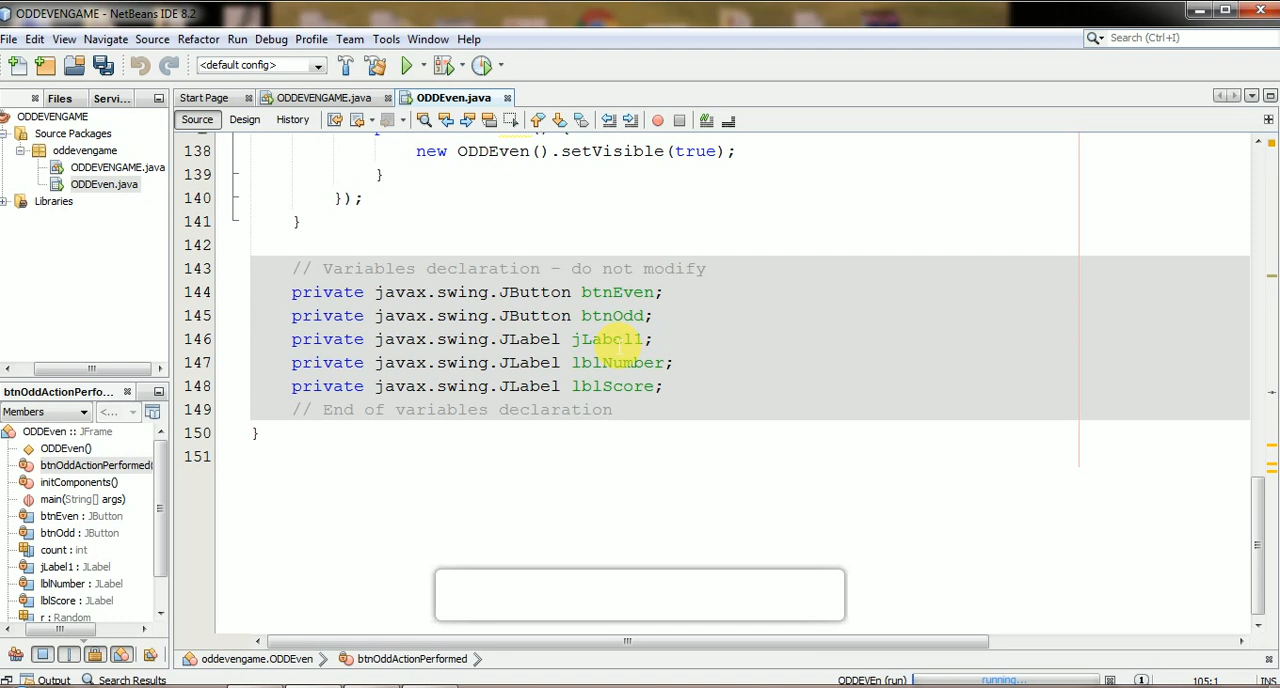 ODDEVENGAME - NetBeans IDE 8.2
File Edit View Navigate Source Refactor Run Debug Profile Team Tools Window Help
Search (Ctrl+I)
<default config>
Files Servi...
Start Page ODDEVENGAME.java ODDEven.java
ODDEVENGAME
Source Packages
oddevengame
ODDEVENGAME.java
ODDEven.java
Libraries
Source Design History
138 new ODDEven().setVisible(true);
139 }
140 });
141 }
142
143 // Variables declaration - do not modify
144 private javax.swing.JButton btnEven;
145 private javax.swing.JButton btnOdd;
146 private javax.swing.JLabel jLabel1;
147 private javax.swing.JLabel lblNumber;
148 private javax.swing.JLabel lblScore;
149 // End of variables declaration
150 }
151
btnOddActionPerfo...
Members <...
ODDEven :: JFrame
ODDEven()
btnOddActionPerformed(
initComponents()
main(String[] args)
btnEven : JButton
btnOdd : JButton
count : int
jLabel1 : JLabel
lblNumber : JLabel
lblScore : JLabel
r : Random
oddevengame.ODDEven btnOddActionPerformed
Output Search Results
ODDEVEn (run) running... 1 105:1 INS